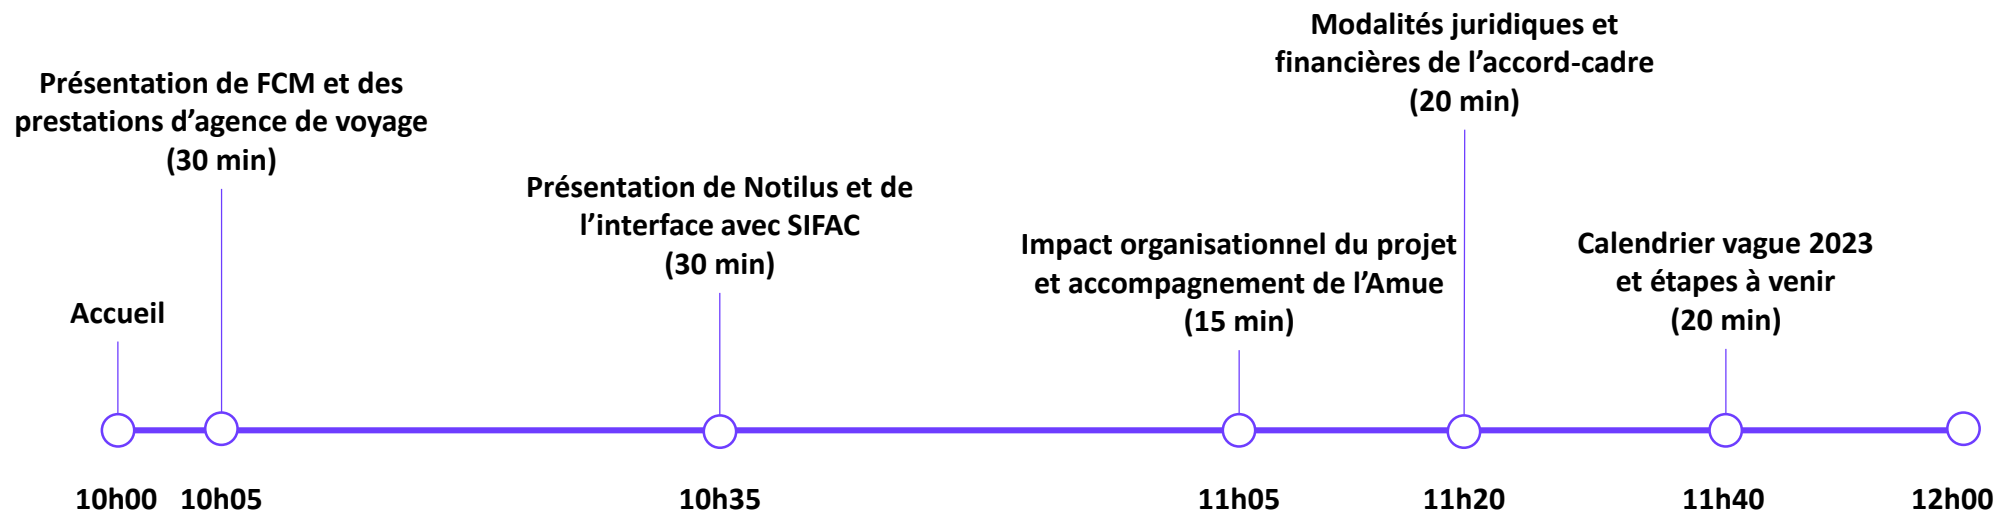 Accueil
Présentation de FCM et des
prestations d’agence de voyage
(30 min)
Présentation de Notilus et de
l’interface avec SIFAC
(30 min)
Impact organisationnel du projet
et accompagnement de l’Amue
(15 min)
Modalités juridiques et
financières de l’accord-cadre
(20 min)
Calendrier vague 2023
et étapes à venir
(20 min)
10h00 10h05 10h35 11h05 11h20 11h40 12h00